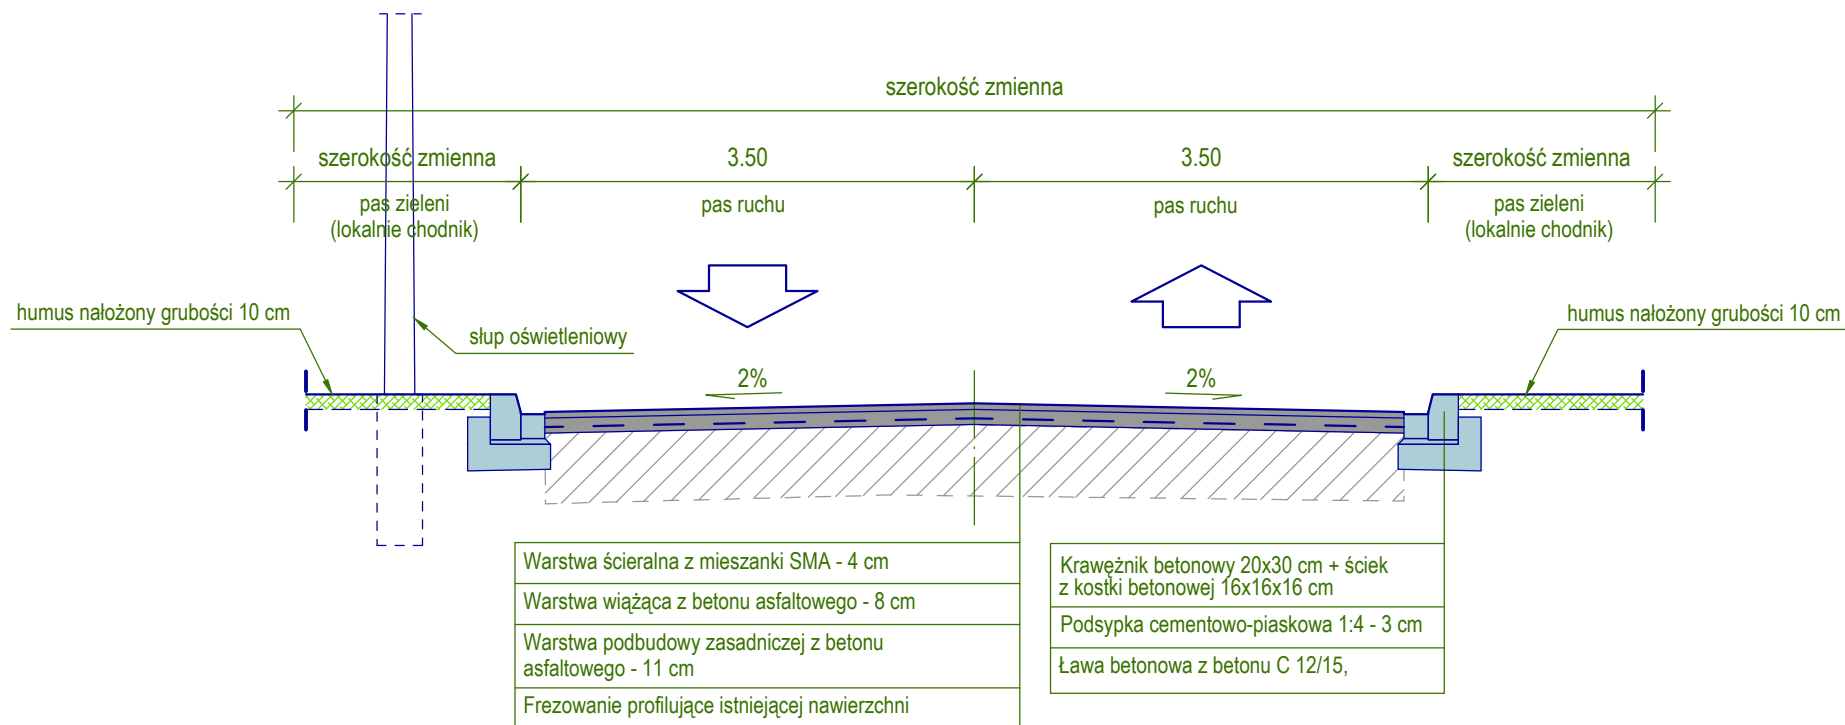 szerokość zmienna
szerokość zmienna
3.50
3.50
szerokość zmienna
pas zieleni
(lokalnie chodnik)
pas ruchu
pas ruchu
pas zieleni
(lokalnie chodnik)
humus nałożony grubości 10 cm
słup oświetleniowy
humus nałożony grubości 10 cm
2%
2%
Warstwa ścieralna z mieszanki SMA - 4 cm
Warstwa wiążąca z betonu asfaltowego - 8 cm
Warstwa podbudowy zasadniczej z betonu
asfaltowego - 11 cm
Frezowanie profilujące istniejącej nawierzchni
Krawężnik betonowy 20x30 cm + ściek
z kostki betonowej 16x16x16 cm
Podsypka cementowo-piaskowa 1:4 - 3 cm
Ława betonowa z betonu C 12/15,